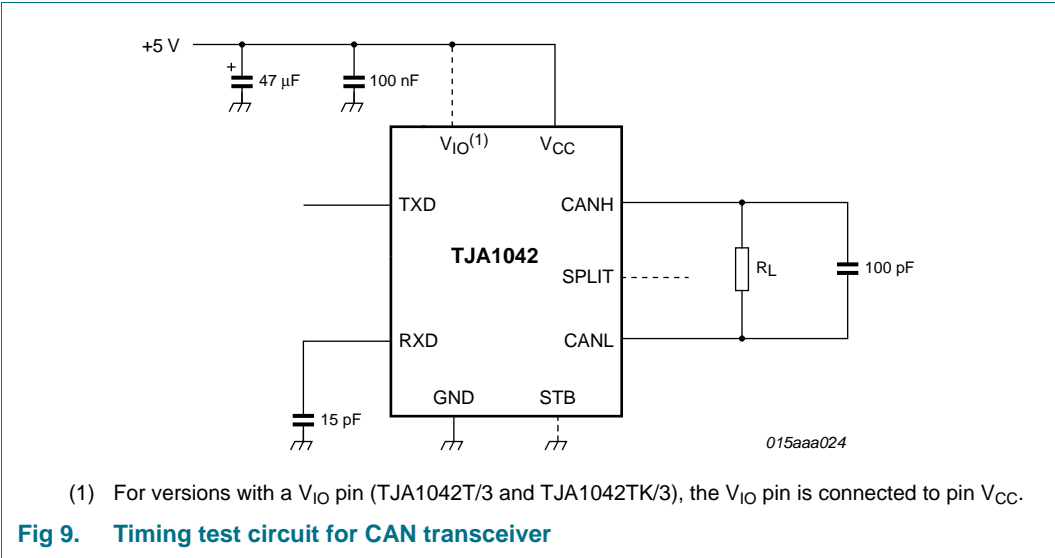 +5 V
+
47 μF
100 nF
VIO(1)
VCC
TXD
CANH
TJA1042
SPLIT
RL
100 pF
RXD
CANL
GND
STB
15 pF
015aaa024
(1) For versions with a VIO pin (TJA1042T/3 and TJA1042TK/3), the VIO pin is connected to pin VCC.
Fig 9. Timing test circuit for CAN transceiver